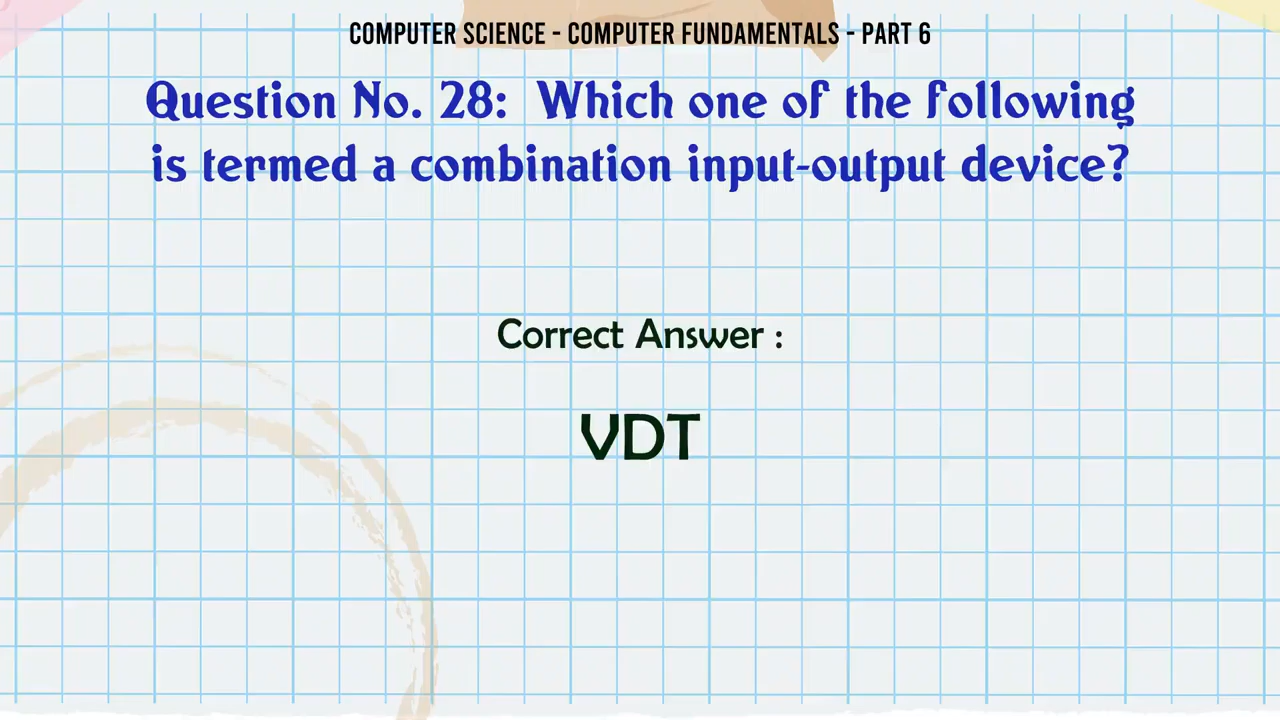 COMPUTER SCIENCE - COMPUTER FUNDAMENTALS - PART 6
Question No. 28: Which one of the following
is termed a combination input-output device?
Correct Answer :
VDT